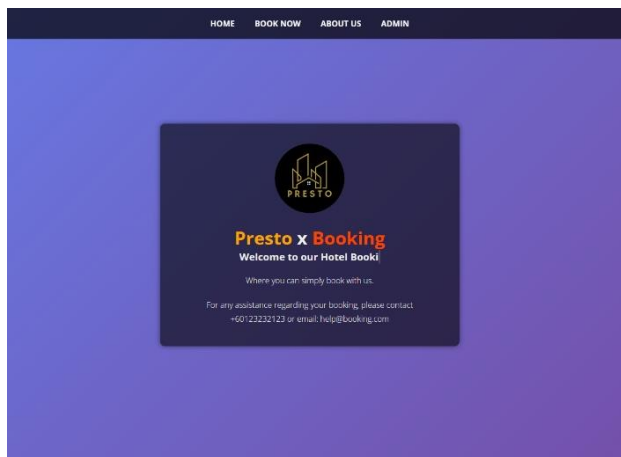 HOME BOOK NOW ABOUT US ADMIN
PRESTO
Presto x Booking
Welcome to our Hotel Booki
Where you can simply book with us.
For any assistance regarding your booking, please contact
+60123232123 or email: help@booking.com